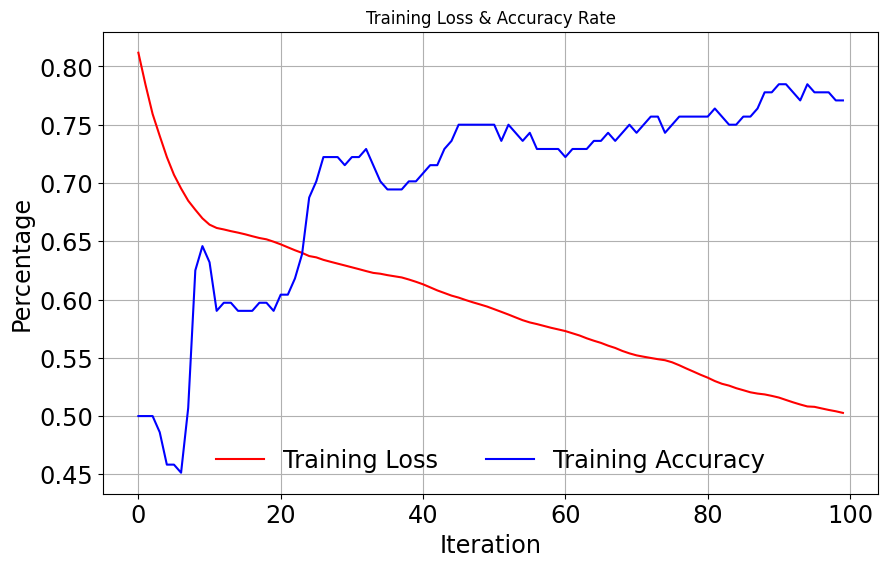 Training Loss & Accuracy Rate
0.80
0.75
0.70
0.65
0.60
0.55
0.50
0.45
Percentage
Training Loss
Training Accuracy
0 20 40 60 80 100
Iteration